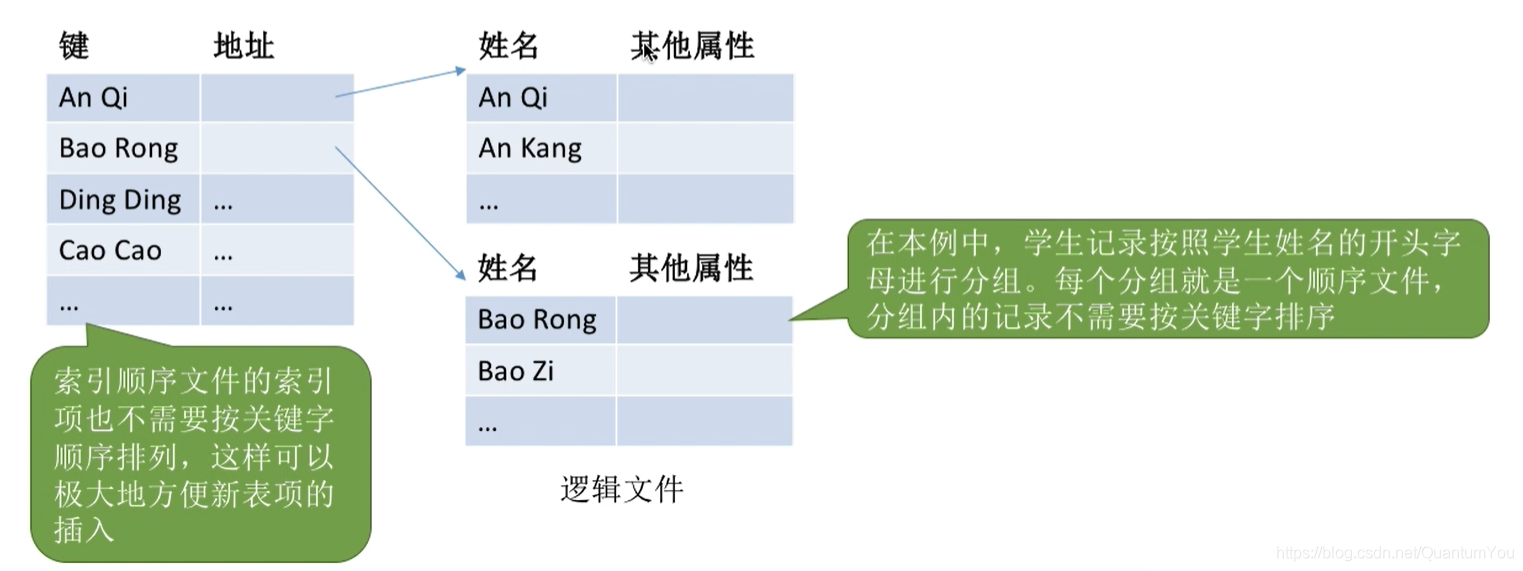 键 地址
An Qi
Bao Rong
Ding Ding ...
Cao Cao ...
... ...
姓名 其他属性
An Qi
An Kang
...
姓名 其他属性
Bao Rong
Bao Zi
...
逻辑文件
在本例中，学生记录按照学生姓名的开头字
母进行分组。每个分组就是一个顺序文件，
分组内的记录不需要按关键字排序
索引顺序文件的索引
项也不需要按关键字
顺序排列，这样可以
极大地方便新表项的
插入
https://blog.csdn.net/QuantumYou